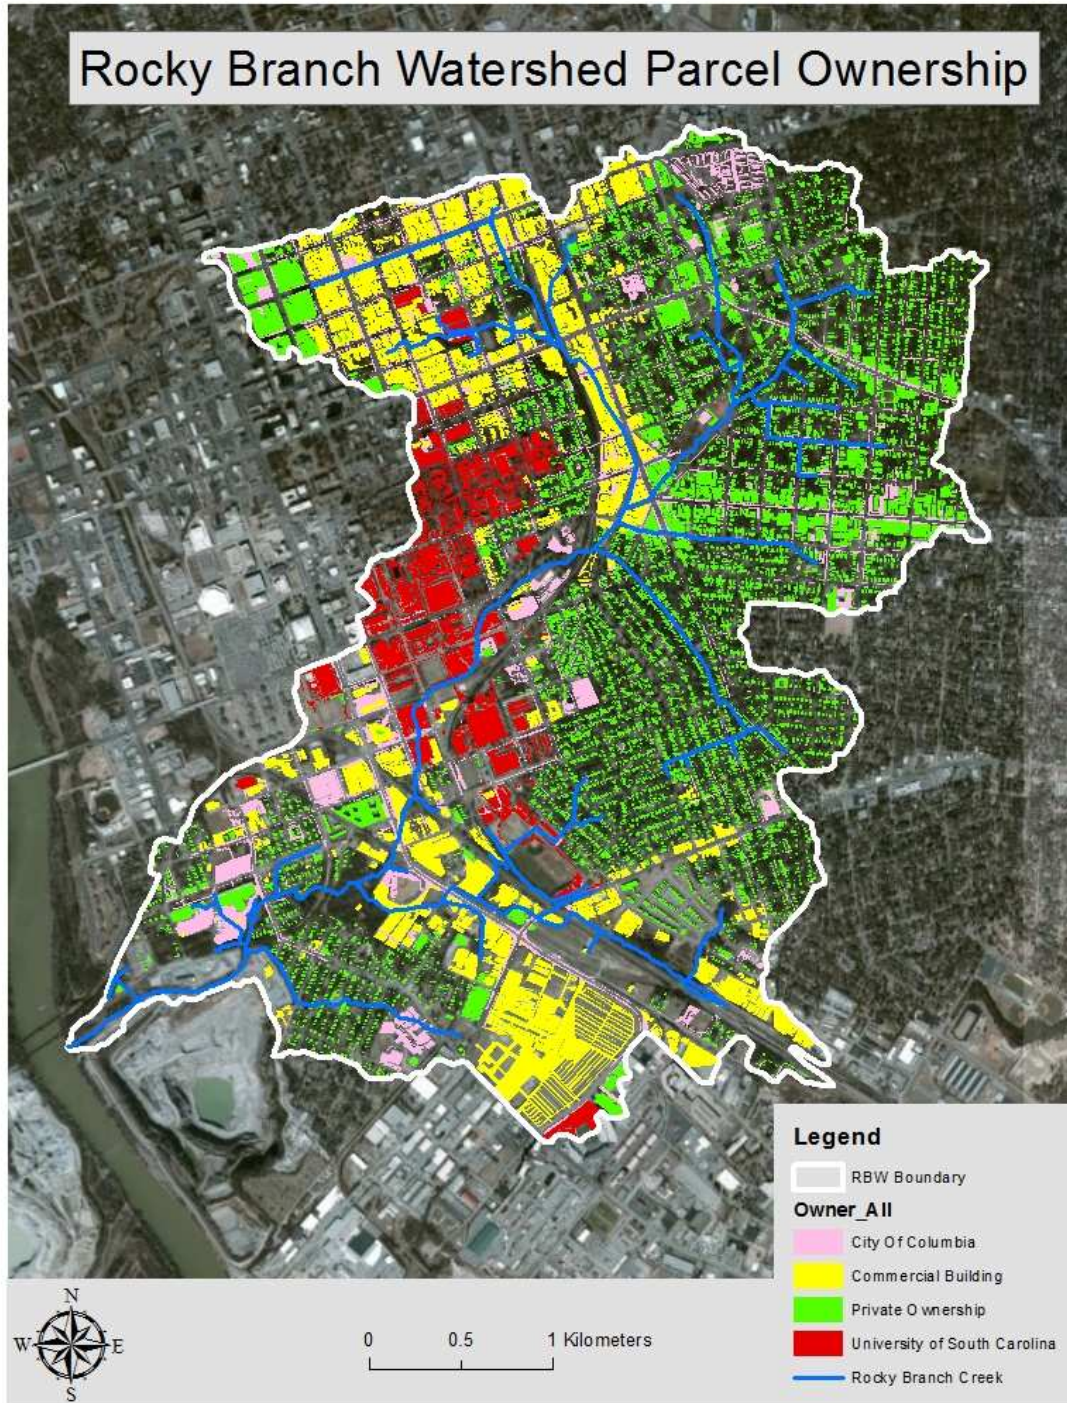 Rocky Branch Watershed Parcel Ownership
Legend
RBW Boundary
Owner_All
City Of Columbia
Commercial Building
Private Ownership
University of South Carolina
Rocky Branch Creek
N
W E
S
0 0.5 1 Kilometers